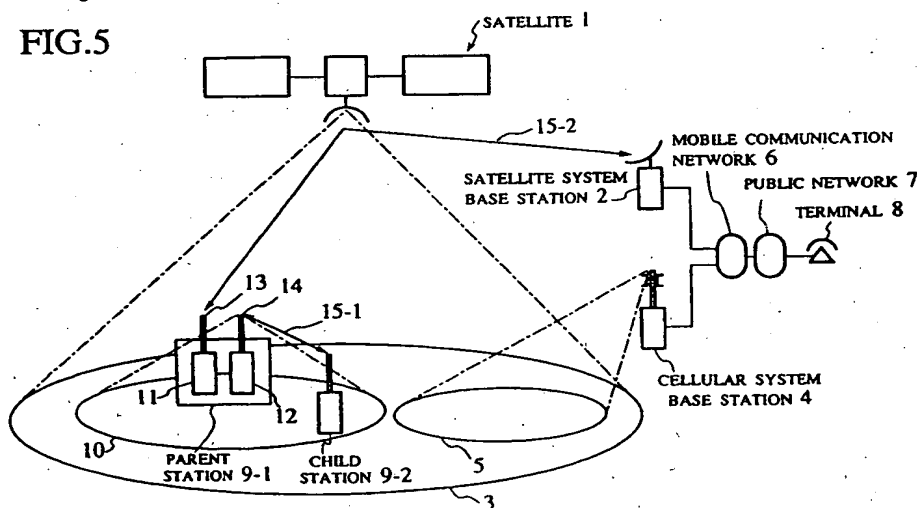 FIG.5
SATELLITE 1
15-2
MOBILE COMMUNICATION
NETWORK 6
SATELLITE SYSTEM
BASE STATION 2
PUBLIC NETWORK 7
TERMINAL 8
13
14
15-1
11
12
CELLULAR SYSTEM
BASE STATION 4
10
PARENT
STATION 9-1
CHILD
STATION 9-2
5
3